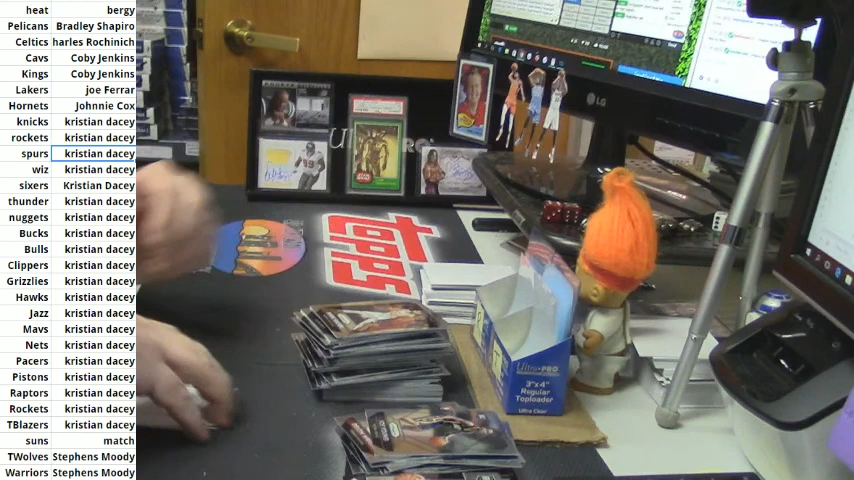 heat bergy
Pelicans Bradley Shapiro
Celtics harles Rochinich
Cavs Coby Jenkins
Kings Coby Jenkins
Lakers joe Ferrar
Hornets Johnnie Cox
knicks kristian dacey
rockets kristian dacey
spurs kristian dacey
wiz kristian dacey
sixers Kristian Dacey
thunder kristian dacey
nuggets kristian dacey
Bucks kristian dacey
Bulls kristian dacey
Clippers kristian dacey
Grizzlies kristian dacey
Hawks kristian dacey
Jazz kristian dacey
Mavs kristian dacey
Nets kristian dacey
Pacers kristian dacey
Pistons kristian dacey
Raptors kristian dacey
Rockets kristian dacey
TBlazers kristian dacey
suns match
TWolves Stephens Moody
Warriors Stephens Moody
LG
topps
Ultra-PRO
3"x4"
Regular
Toploader
Ultra Clear